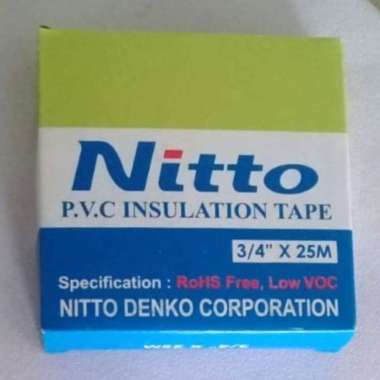 Nitto
P.V.C INSULATION TAPE
3/4" X 25M
Specification : RoHS Free, Low VOC
NITTO DENKO CORPORATION